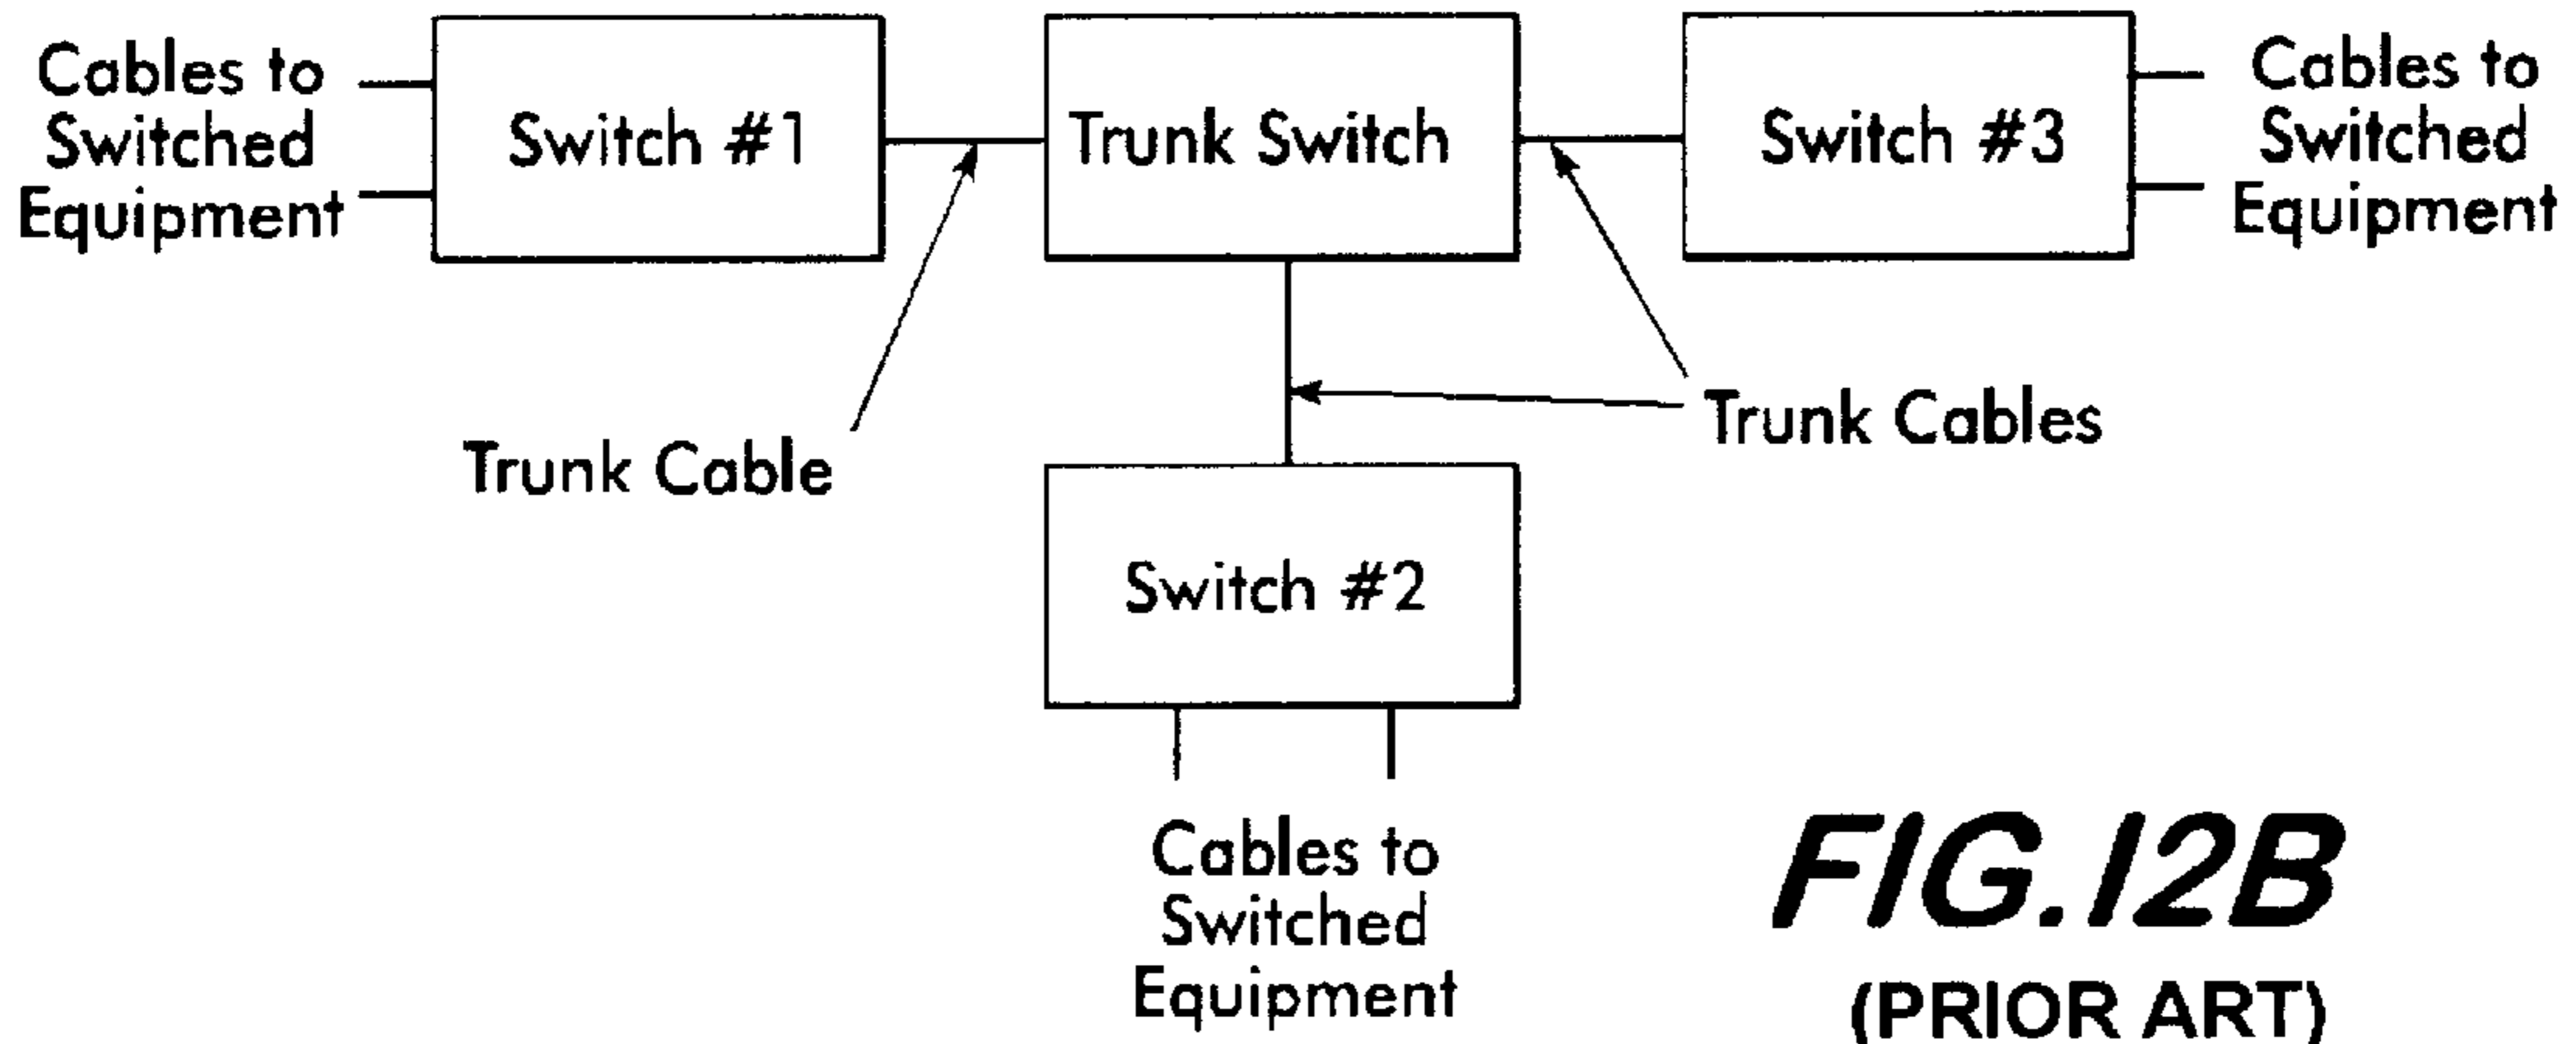 Cables to
Switched
Equipment
Switch #1
Trunk Switch
Switch #3
Cables to
Switched
Equipment
Trunk Cable
Trunk Cables
Switch #2
Cables to
Switched
Equipment
FIG.12B
(PRIOR ART)